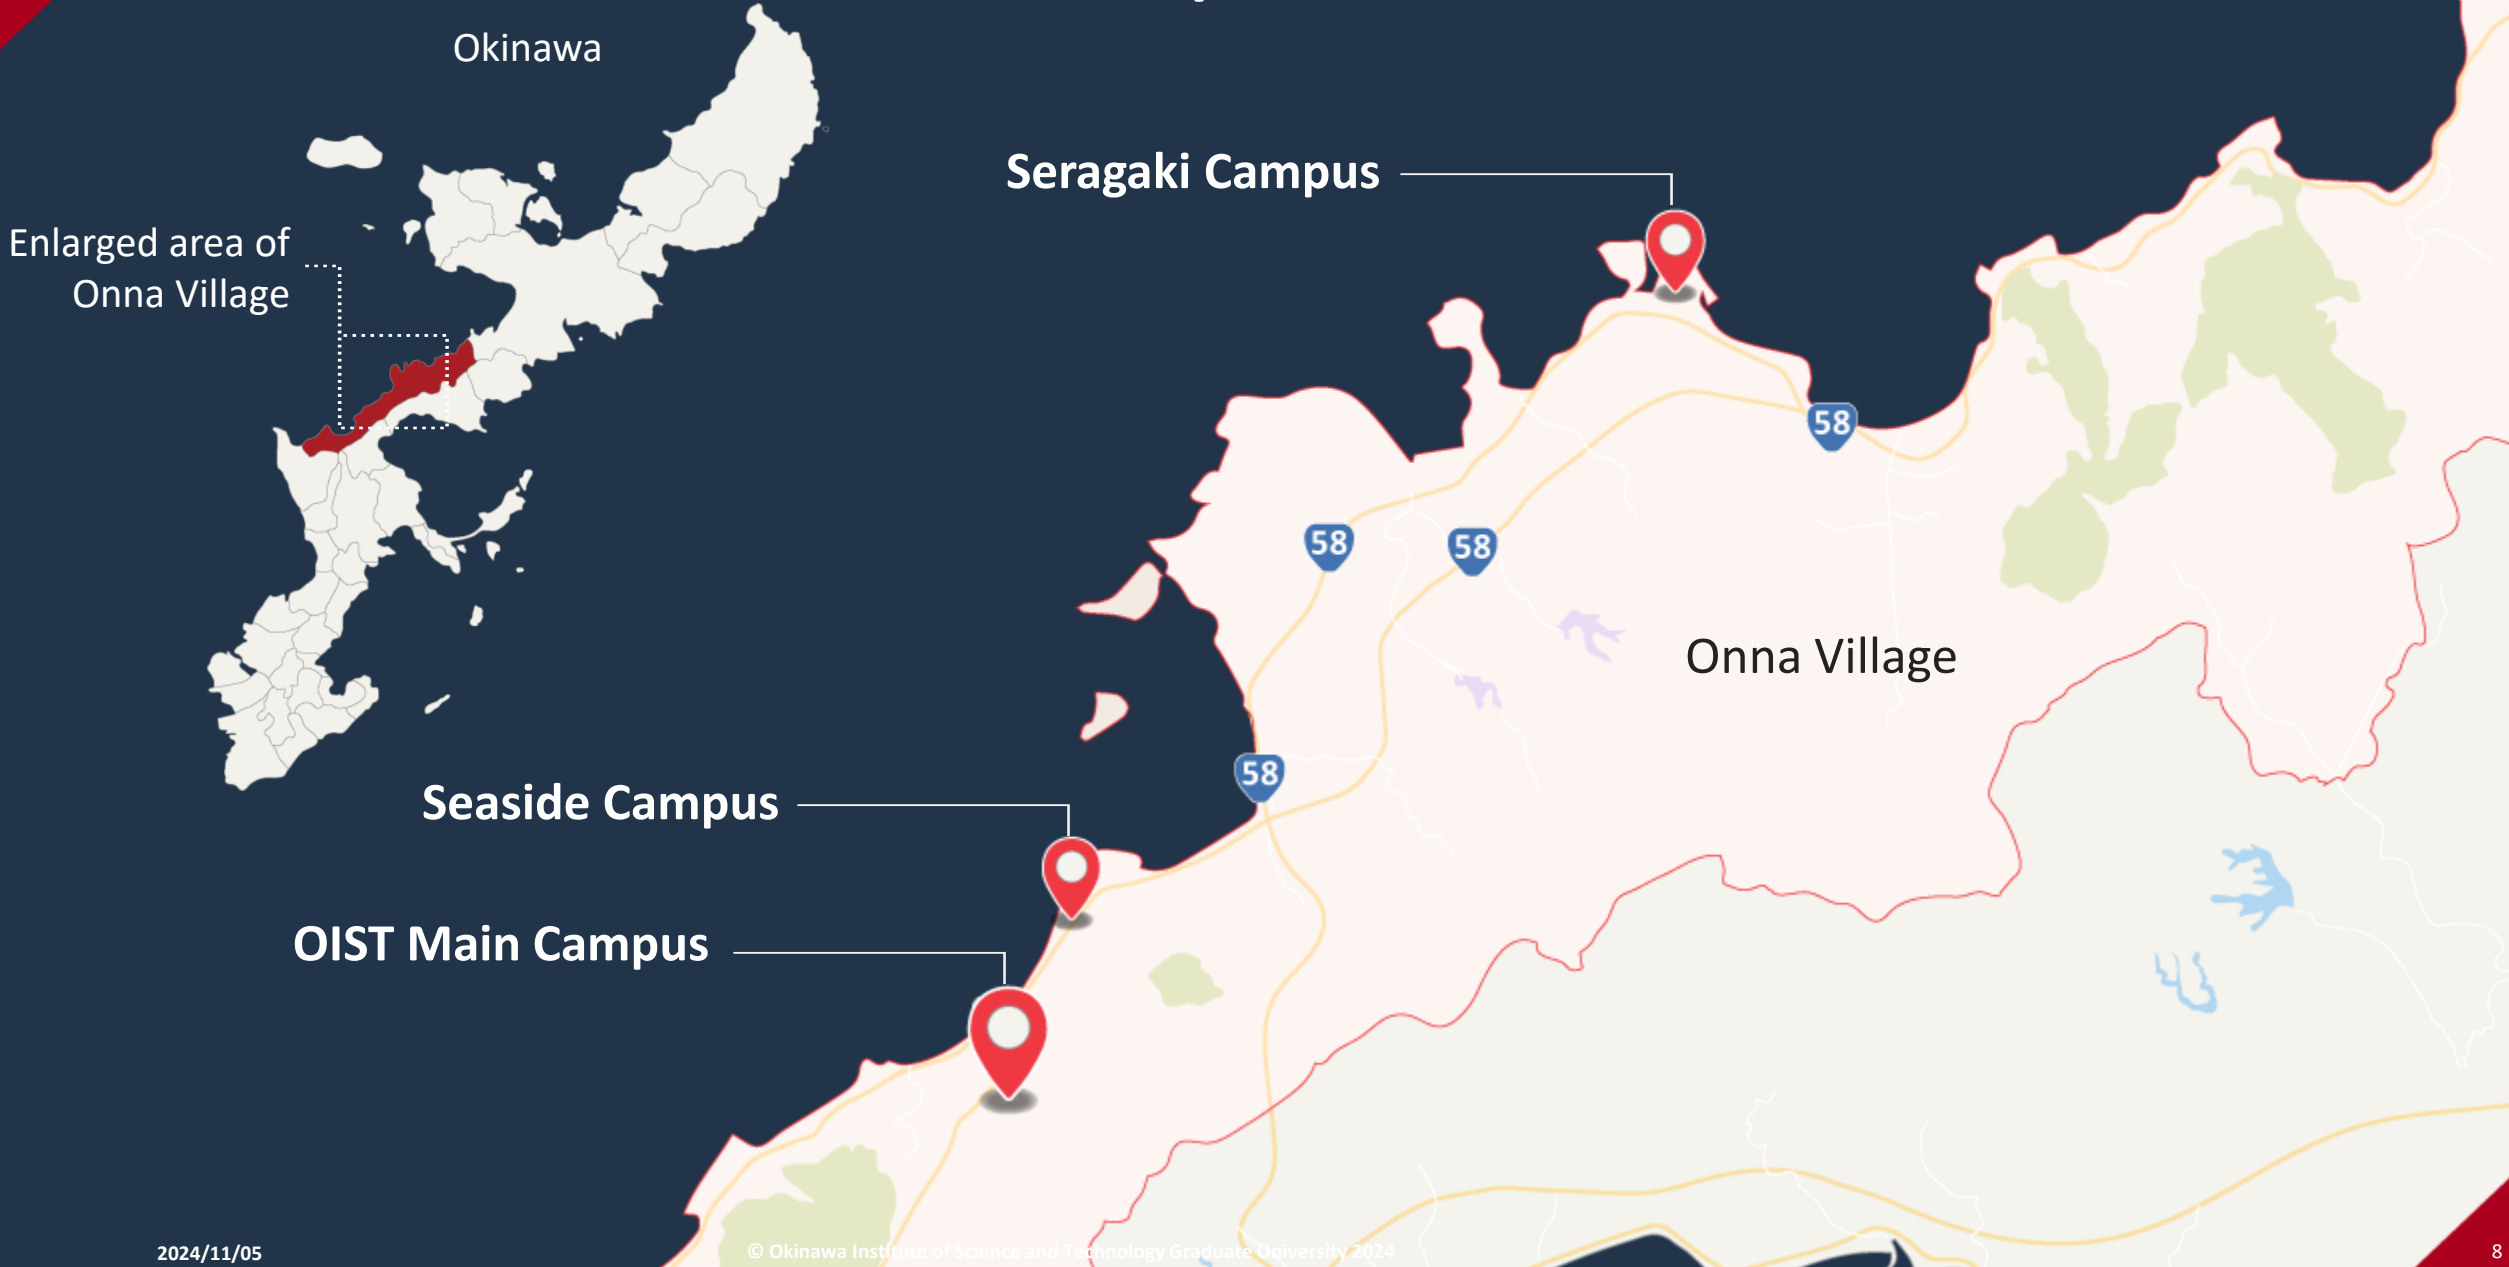 Okinawa
Seragaki Campus
Enlarged area of
Onna Village
58
58
58
Onna Village
58
Seaside Campus
OIST Main Campus
2024/11/05
© Okinawa Institute of Science and Technology Graduate University 2024
8